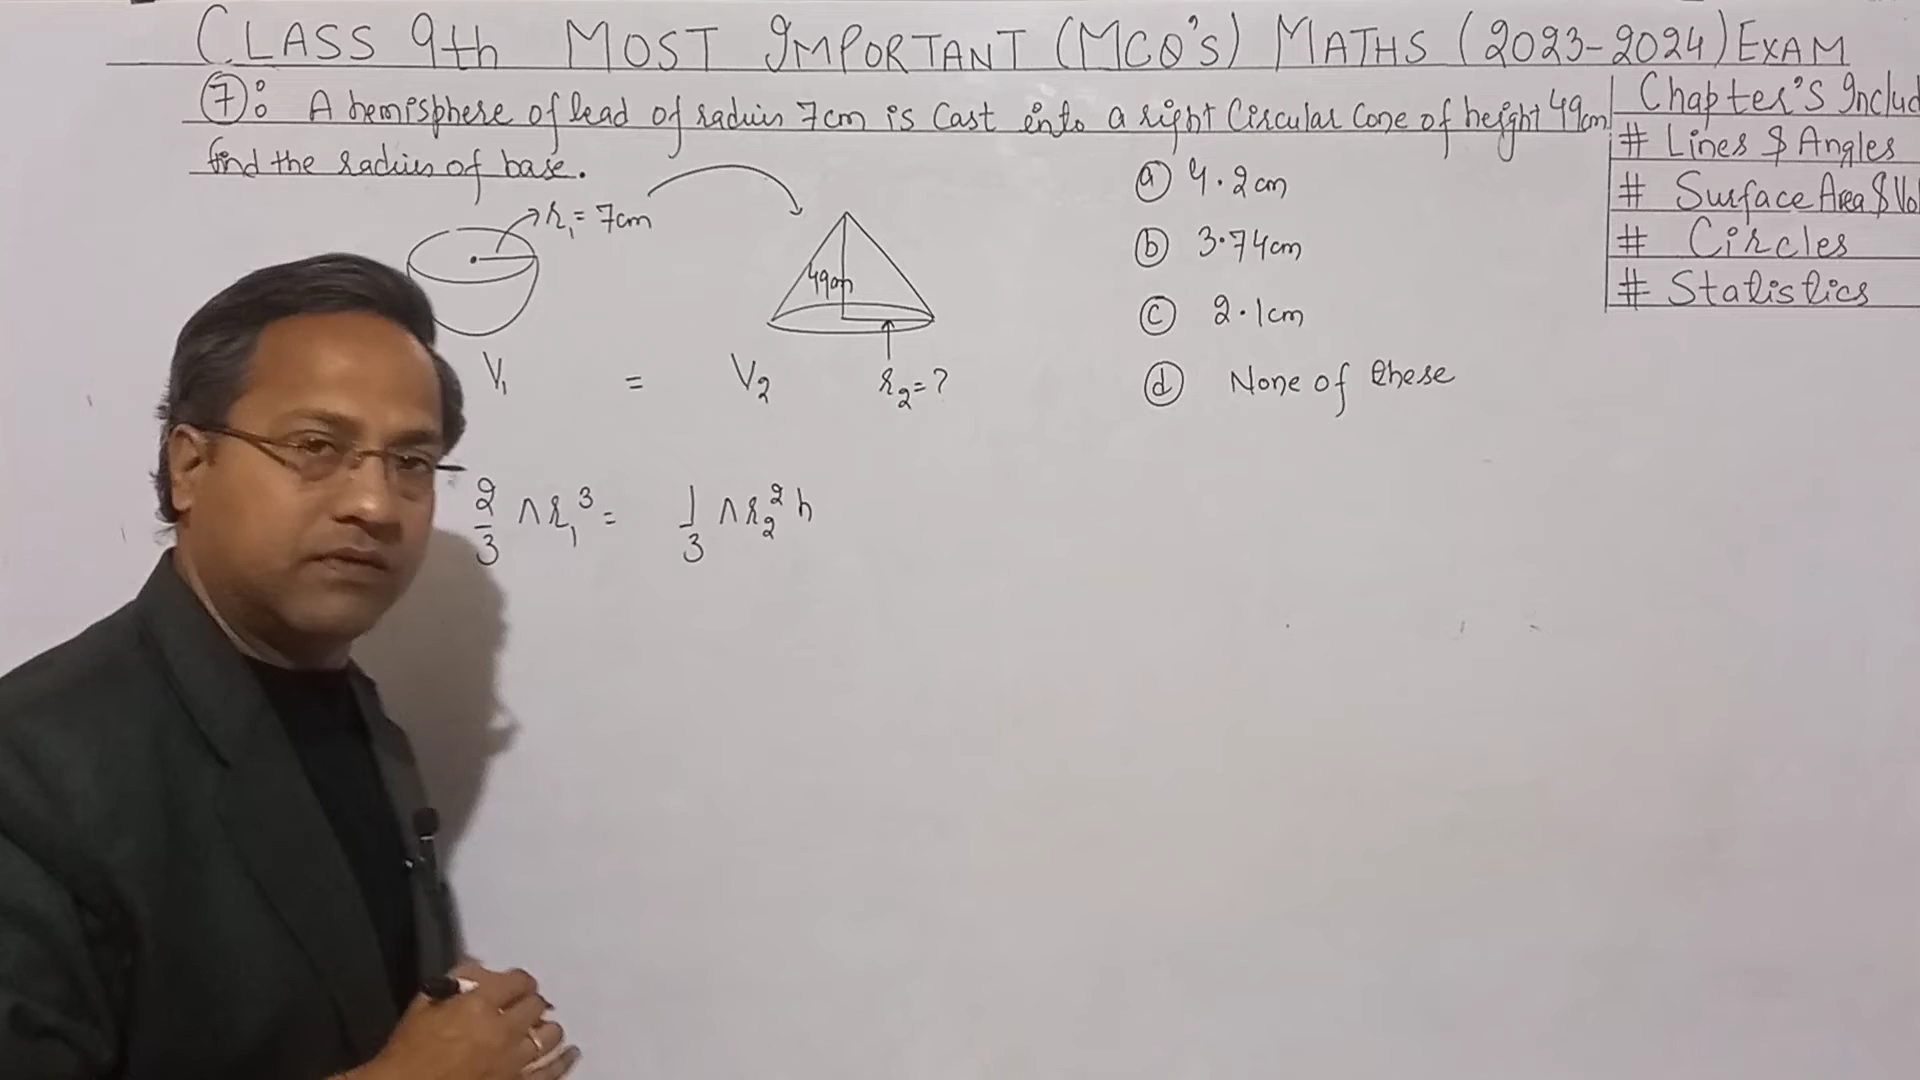 CLASS 9th MOST IMPORTANT (MCQ'S) MATHS (2023-2024) EXAM
⑦: A hemisphere of lead of radius 7cm is Cast into a right Circular Cone of height 49cm
find the radius of base.
r₁ = 7cm
49cm
V₁ = V₂ r₂ = ?
2/3 π r₁³ = 1/3 π r₂² h
ⓐ 4.2cm
ⓑ 3.74cm
ⓒ 2.1cm
ⓓ None of these
Chapter's Includ
# Lines & Angles
# Surface Area & Vol
# Circles
# Statistics